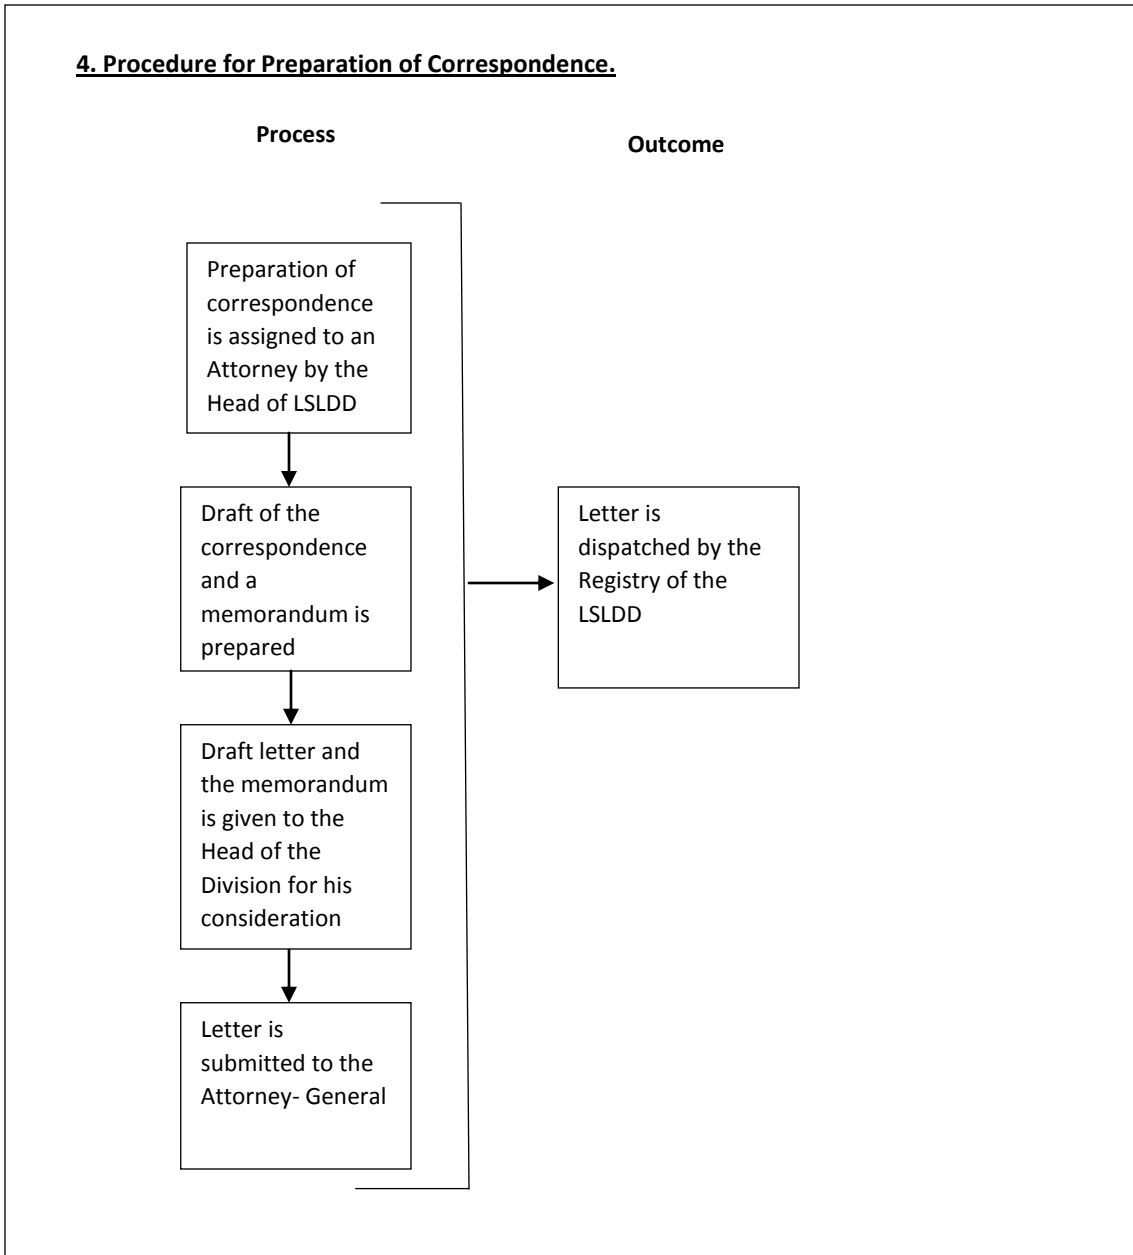 4. Procedure for Preparation of Correspondence.
Process
Outcome
Preparation of
correspondence
is assigned to an
Attorney by the
Head of LSLDD
Draft of the
correspondence
and a
memorandum is
prepared
Draft letter and
the memorandum
is given to the
Head of the
Division for his
consideration
Letter is
submitted to the
Attorney- General
Letter is
dispatched by the
Registry of the
LSLDD